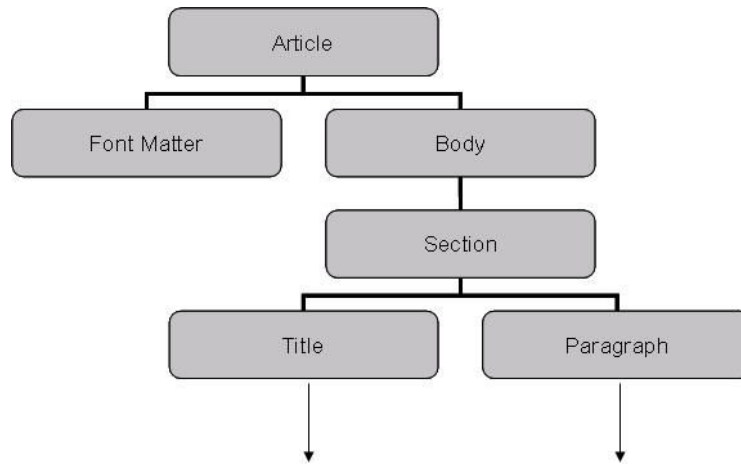 Article
Font Matter
Body
Section
Title
Paragraph